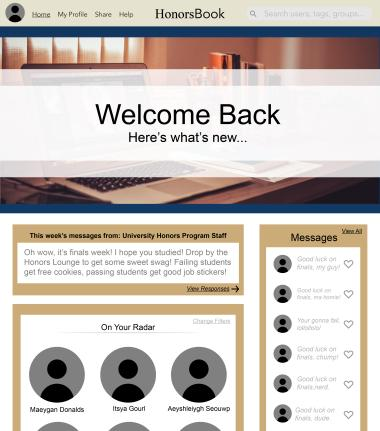 Home My Profile Share Help HonorsBook Search users, tags, groups...
Welcome Back
Here's what's new...
This week's messages from: University Honors Program Staff
Oh wow, it's finals week! I hope you studied! Drop by the
Honors Lounge to get some sweet swag! Failing students
get free cookies, passing students get good job stickers!
View Responses
Change Filters
On Your Radar
Maeygan Donalds Itsya Gourl Aeyshleiygh Seouwp
View All
Messages
Good luck on
finals, my guy!
Good luck on
finals, ma homie!
Your gonna fail,
lololholo!
Good luck on
finals, chump!
Good luck on
finals,nerd.
Good luck on
finals, dude.